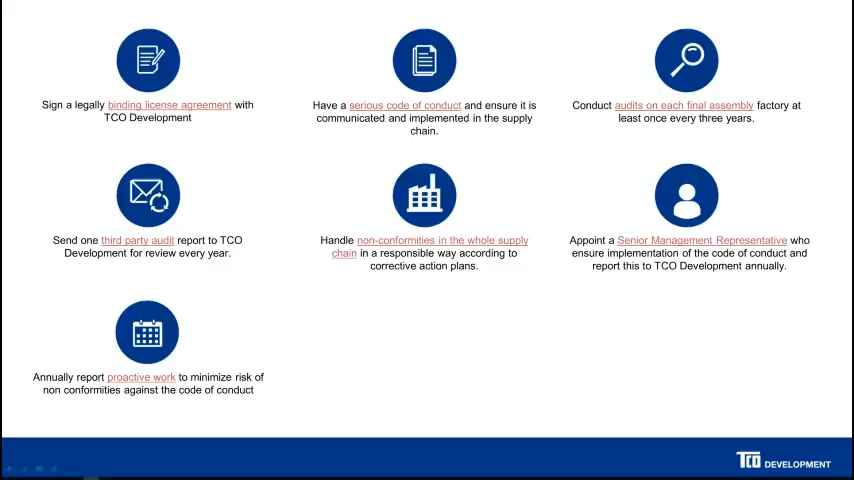 Sign a legally binding license agreement with
TCO Development
Have a serious code of conduct and ensure it is
communicated and implemented in the supply
chain.
Conduct audits on each final assembly factory at
least once every three years.
Send one third party audit report to TCO
Development for review every year.
Handle non-conformities in the whole supply
chain in a responsible way according to
corrective action plans.
Appoint a Senior Management Representative who
ensure implementation of the code of conduct and
report this to TCO Development annually.
Annually report proactive work to minimize risk of
non conformities against the code of conduct
TCO DEVELOPMENT